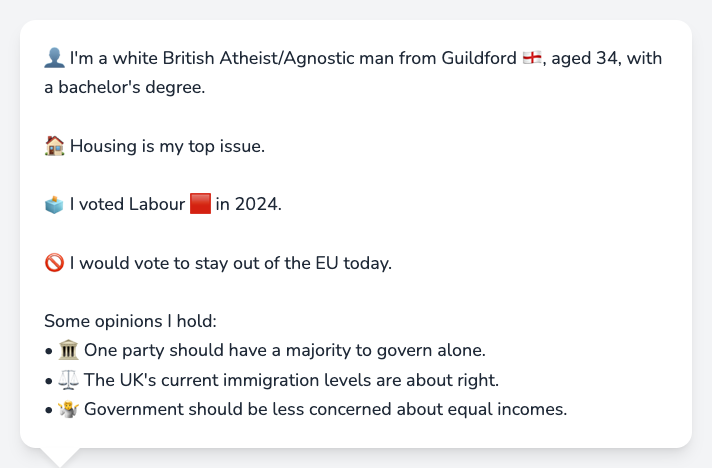 👤 I'm a white British Atheist/Agnostic man from Guildford 🏴󠁧󠁢󠁥󠁮󠁧󠁿, aged 34, with
a bachelor's degree.
🏠 Housing is my top issue.
🗳️ I voted Labour 🟥 in 2024.
🚫 I would vote to stay out of the EU today.
Some opinions I hold:
• 🏛️ One party should have a majority to govern alone.
• ⚖️ The UK's current immigration levels are about right.
• 🤷 Government should be less concerned about equal incomes.